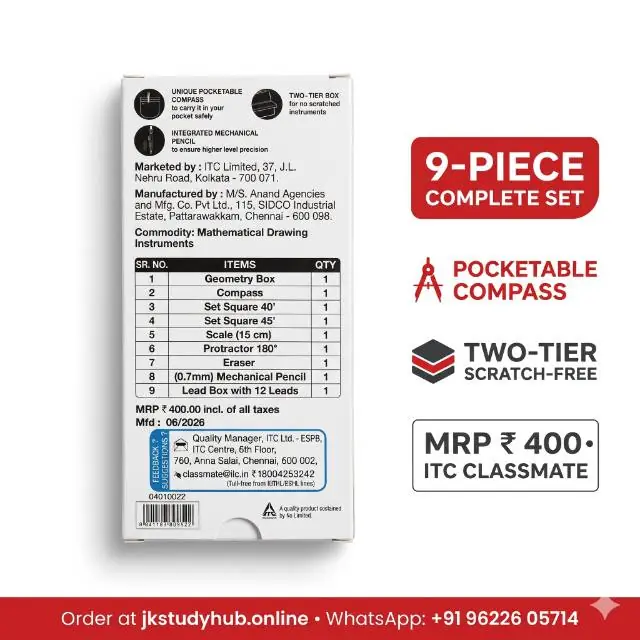 UNIQUE POCKETABLE
COMPASS
to carry it in your
pocket safely
TWO-TIER BOX
for no scratched
instruments
INTEGRATED MECHANICAL
PENCIL
to ensure higher level precision
Marketed by : ITC Limited, 37, J.L.
Nehru Road, Kolkata - 700 071.
Manufactured by : M/S. Anand Agencies
and Mfg. Co. Pvt Ltd., 115, SIDCO Industrial
Estate, Pattarawakkam, Chennai - 600 098.
Commodity: Mathematical Drawing
Instruments
SR. NO. ITEMS QTY
1 Geometry Box 1
2 Compass 1
3 Set Square 40' 1
4 Set Square 45' 1
5 Scale (15 cm) 1
6 Protractor 180° 1
7 Eraser 1
8 (0.7mm) Mechanical Pencil 1
9 Lead Box with 12 Leads 1
MRP ₹ 400.00 incl. of all taxes
Mfd : 06/2026
FEEDBACK ?
SUGGESTIONS ?
Quality Manager, ITC Ltd. - ESPB,
ITC Centre, 6th Floor,
760, Anna Salai, Chennai, 600 002,
classmate@ilc.in ₹ 18004253242
(Tull-free from lines)
04010022
A quality product sustained
by No Limited.
9-PIECE
COMPLETE SET
POCKETABLE
COMPASS
TWO-TIER
SCRATCH-FREE
MRP ₹ 400•
ITC CLASSMATE
Order at jkstudyhub.online • WhatsApp: +91 96226 05714